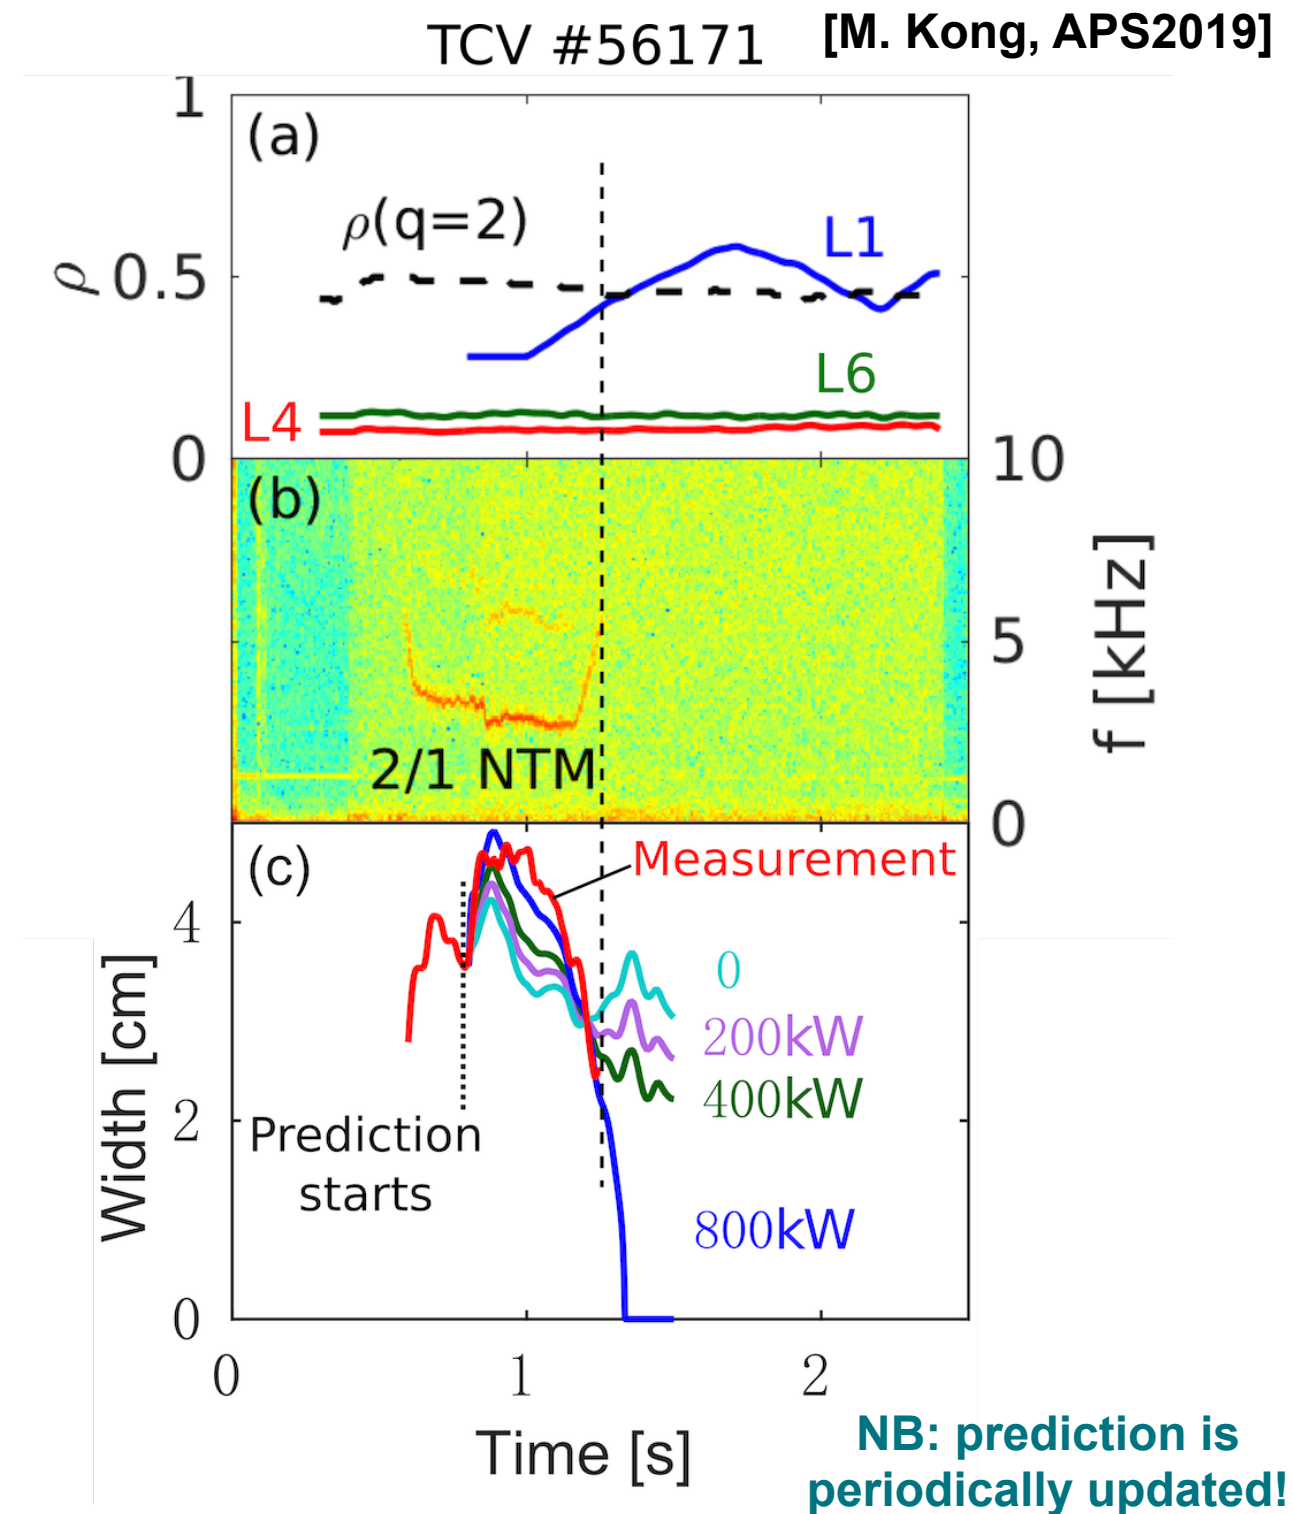 TCV #56171
[M. Kong, APS2019]
1
(a)
ρ(q=2)
L1
ρ
0.5
L6
L4
0
10
(b)
f [kHz]
5
2/1 NTM
0
(c)
Measurement
4
0
Width [cm]
200kW
400kW
2
Prediction
starts
800kW
0
0
1
2
Time [s]
NB: prediction is
periodically updated!